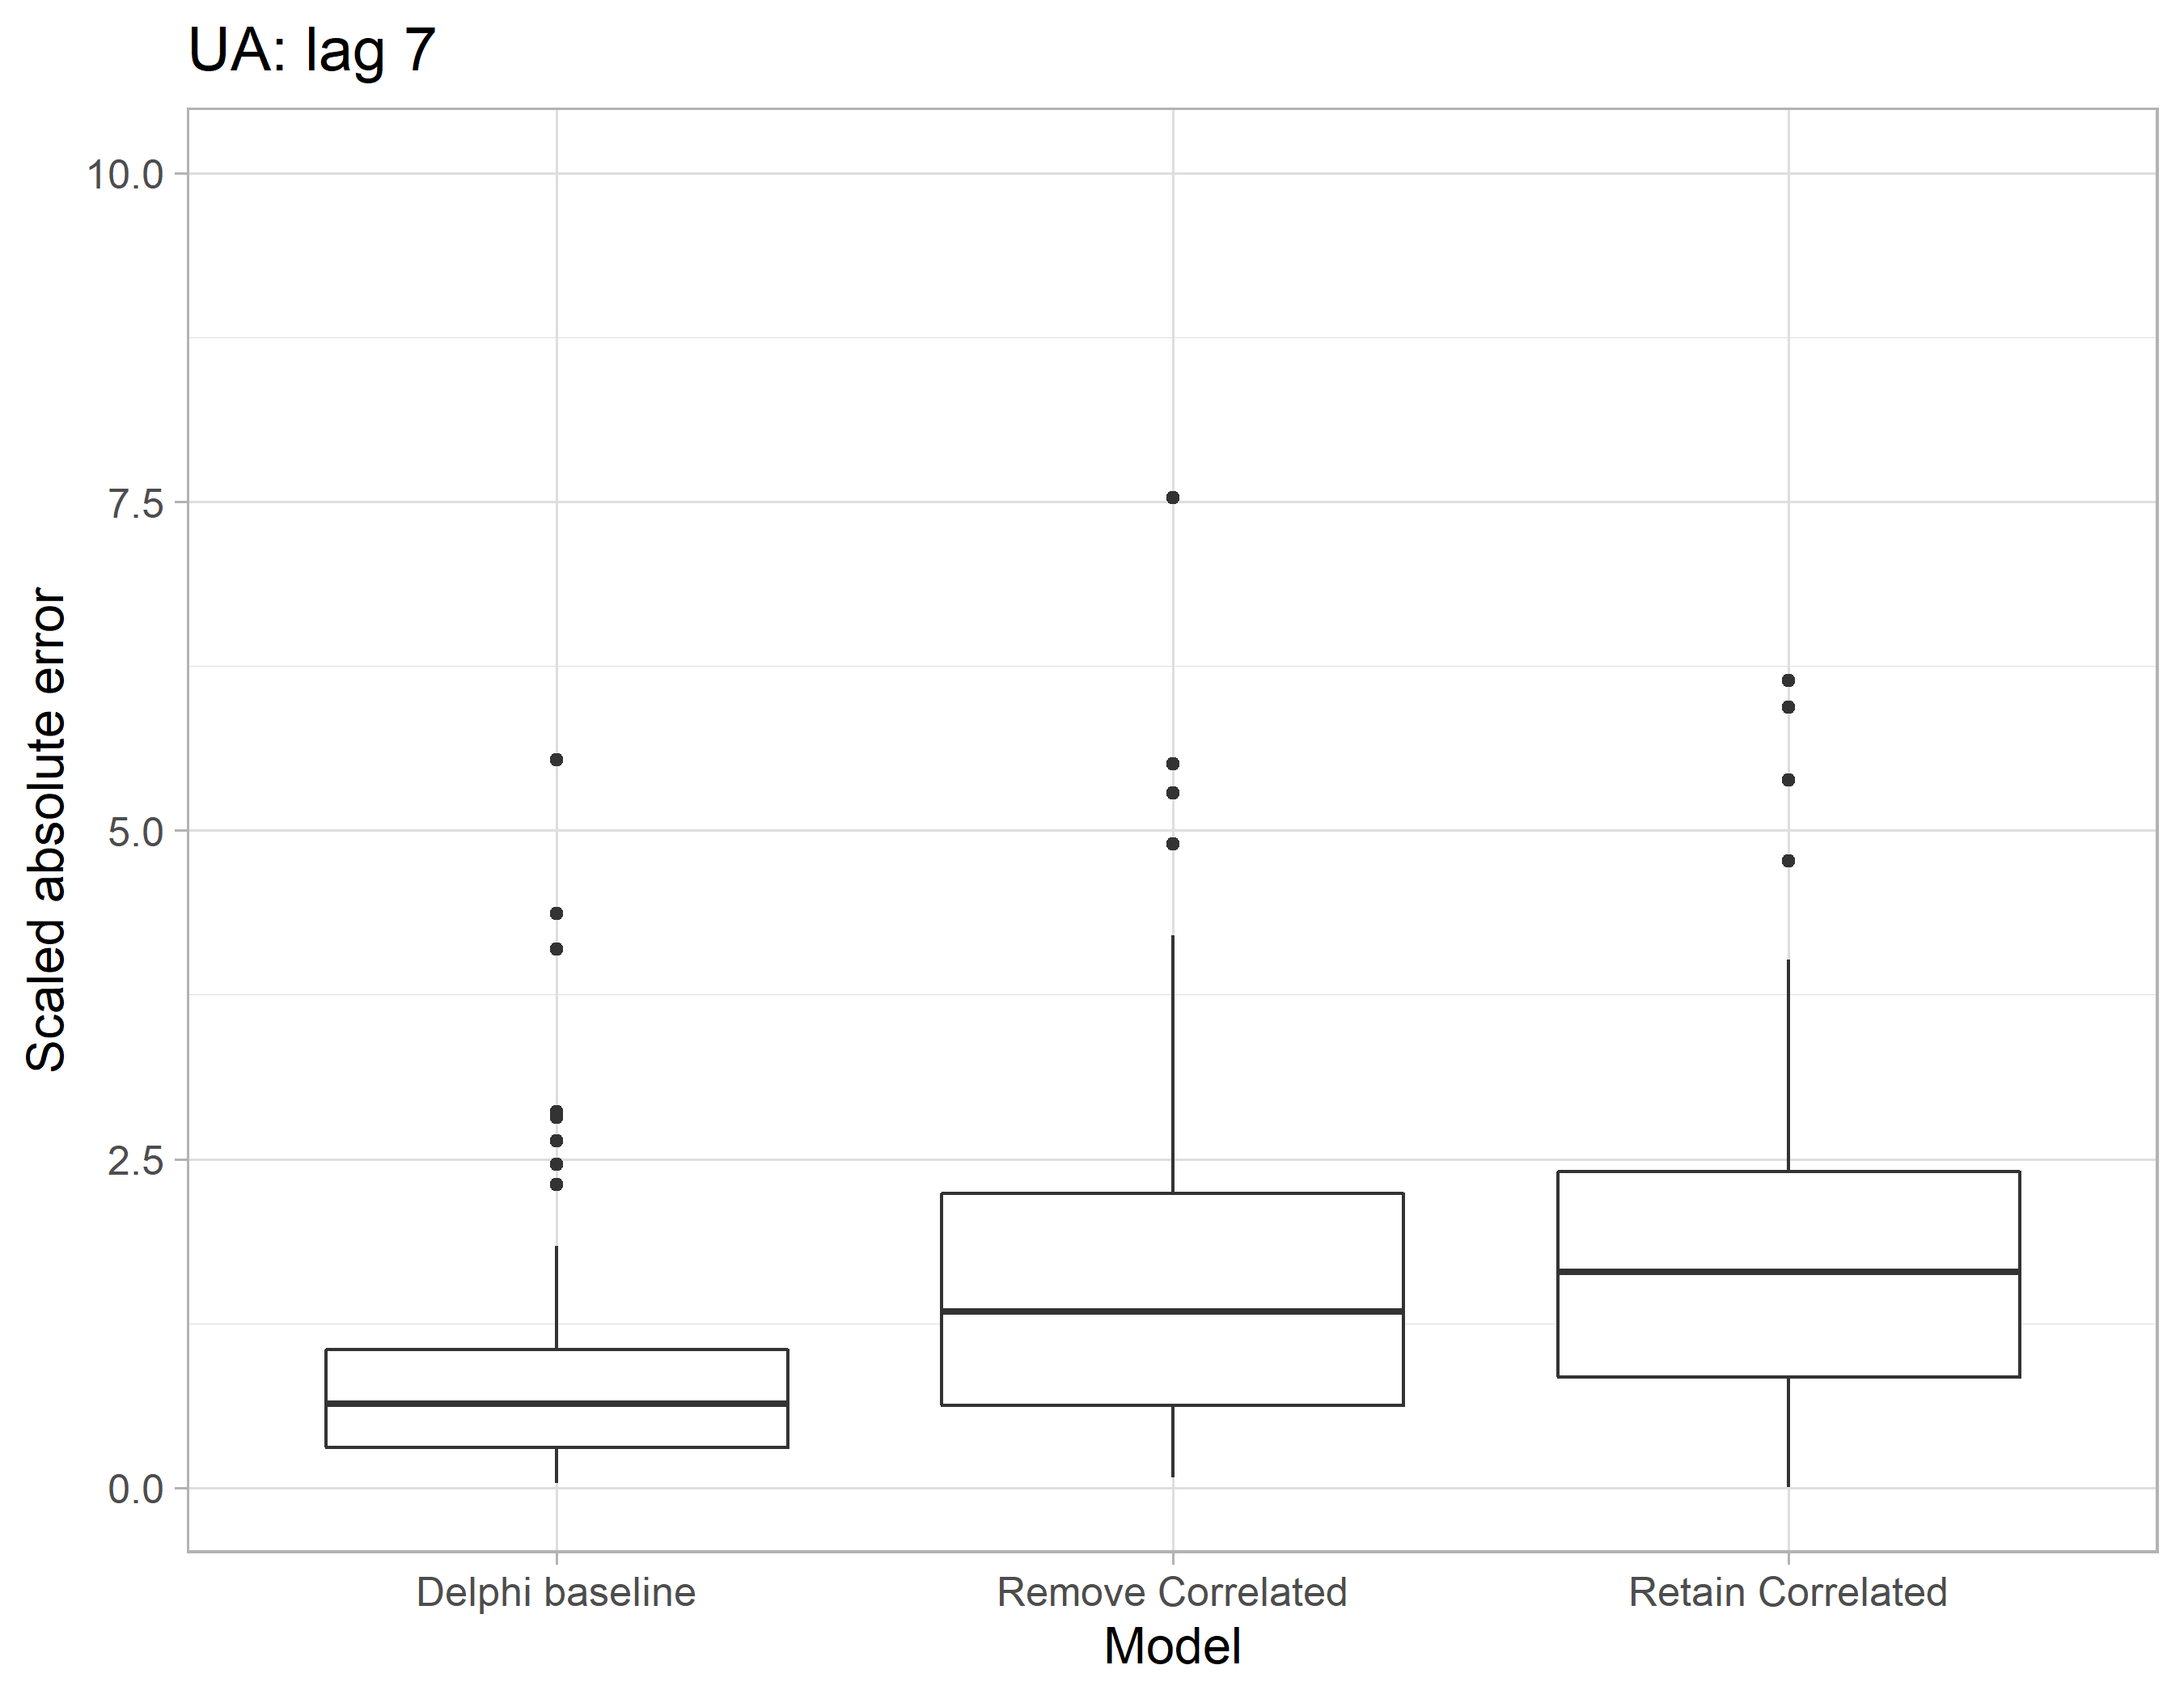 UA: lag 7
10.0
7.5
5.0
2.5
0.0
Scaled absolute error
Delphi baseline
Remove Correlated
Retain Correlated
Model